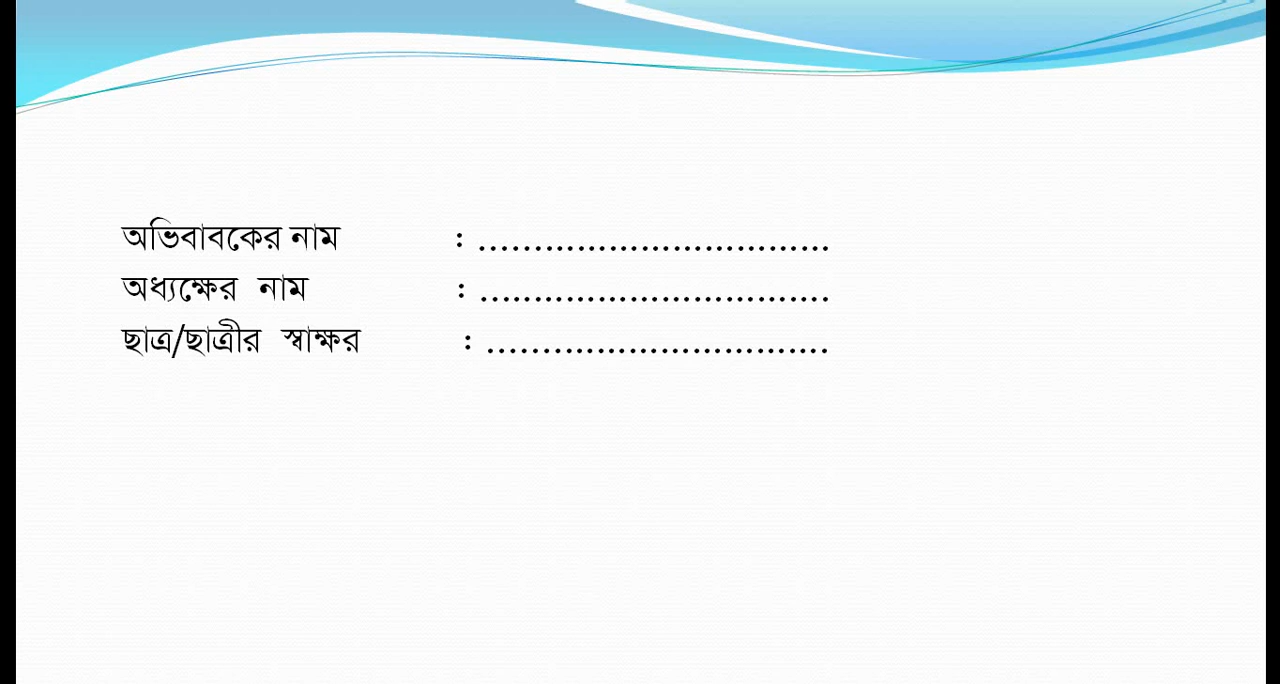 অভিবাবকের নাম : .................................
অধ্যক্ষের নাম : .................................
ছাত্র/ছাত্রীর স্বাক্ষর : ................................